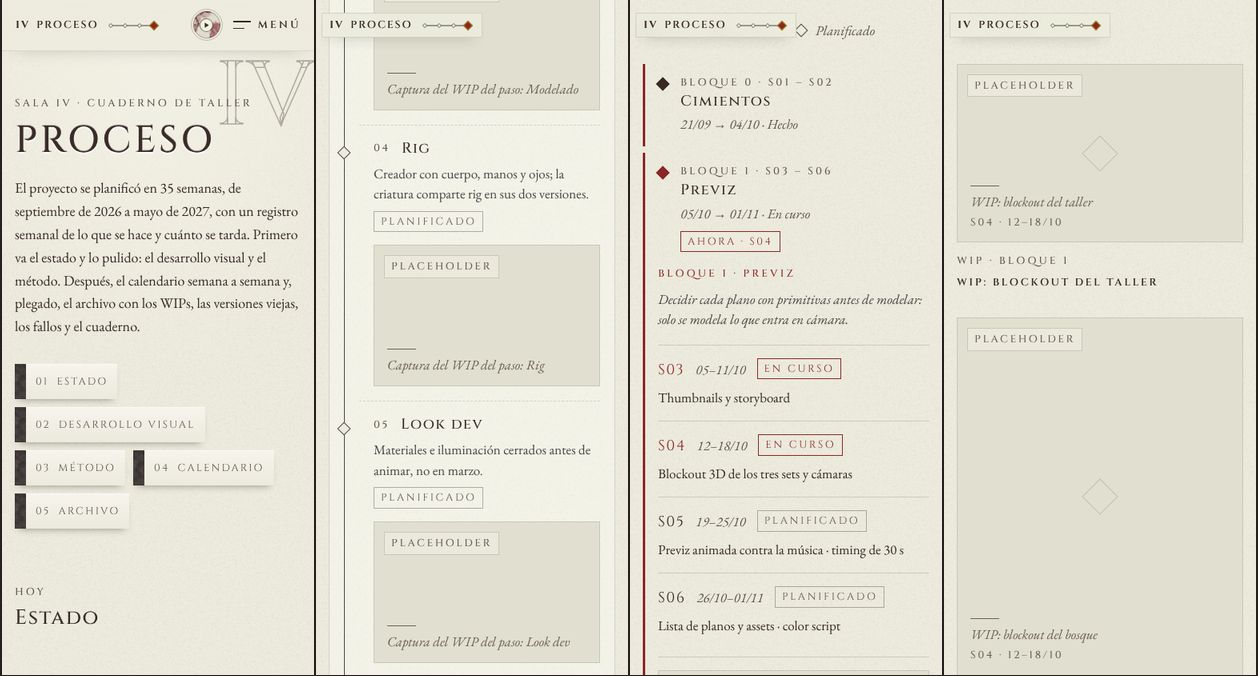 IV PROCESO
MENÚ
IV
SALA IV · CUADERNO DE TALLER
PROCESO
El proyecto se planificó en 35 semanas, de
septiembre de 2026 a mayo de 2027, con un registro
semanal de lo que se hace y cuánto se tarda. Primero
va el estado y lo pulido: el desarrollo visual y el
método. Después, el calendario semana a semana y,
plegado, el archivo con los WIPs, las versiones viejas,
los fallos y el cuaderno.
01 ESTADO
02 DESARROLLO VISUAL
03 MÉTODO
04 CALENDARIO
05 ARCHIVO
HOY
ESTADO
IV PROCESO
Captura del WIP del paso: Modelado
04 RIG
Creador con cuerpo, manos y ojos; la
criatura comparte rig en sus dos versiones.
PLANIFICADO
PLACEHOLDER
Captura del WIP del paso: Rig
05 LOOK DEV
Materiales e iluminación cerrados antes de
animar, no en marzo.
PLANIFICADO
PLACEHOLDER
Captura del WIP del paso: Look dev
IV PROCESO
Planificado
BLOQUE 0 · S01 – S02
CIMIENTOS
21/09 → 04/10 · Hecho
BLOQUE 1 · S03 – S06
PREVIZ
05/10 → 01/11 · En curso
AHORA · S04
BLOQUE 1 · PREVIZ
Decidir cada plano con primitivas antes de modelar:
solo se modela lo que entra en cámara.
S03 05–11/10 EN CURSO
Thumbnails y storyboard
S04 12–18/10 EN CURSO
Blockout 3D de los tres sets y cámaras
S05 19–25/10 PLANIFICADO
Previz animada contra la música · timing de 30 s
S06 26/10–01/11 PLANIFICADO
Lista de planos y assets · color script
IV PROCESO
PLACEHOLDER
WIP: blockout del taller
S04 · 12–18/10
WIP · BLOQUE 1
WIP: BLOCKOUT DEL TALLER
PLACEHOLDER
WIP: blockout del bosque
S04 · 12–18/10